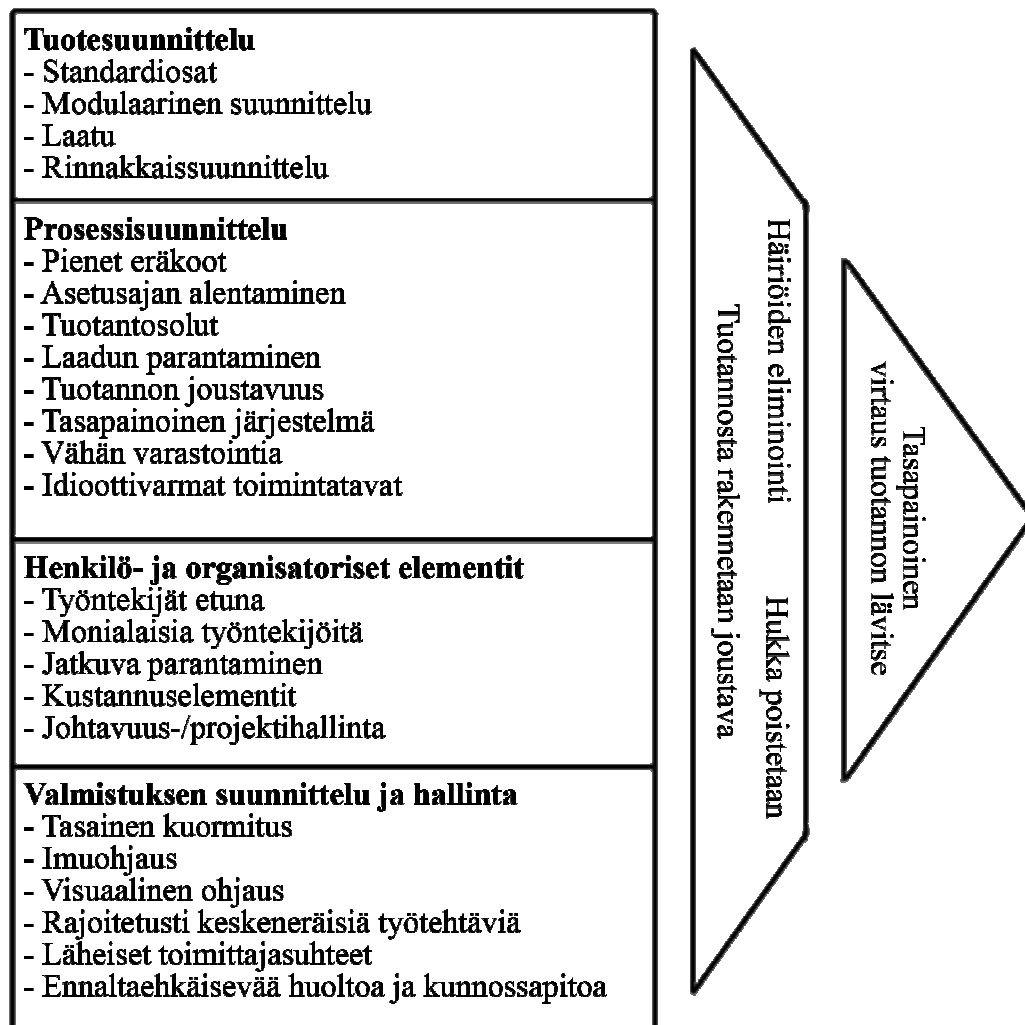 Tuotesuunnittelu
- Standardiosat
- Modulaarinen suunnittelu
- Laatu
- Rinnakkaissuunnittelu
Prosessisuunnittelu
- Pienet eräkoot
- Asetusajan alentaminen
- Tuotantosolut
- Laadun parantaminen
- Tuotannon joustavuus
- Tasapainoinen järjestelmä
- Vähän varastointia
- Idioottivarmat toimintatavat
Henkilö- ja organisatoriset elementit
- Työntekijät etuna
- Monialaisia työntekijöitä
- Jatkuva parantaminen
- Kustannuselementit
- Johtavuus-/projektihallinta
Valmistuksen suunnittelu ja hallinta
- Tasainen kuormitus
- Imuohjaus
- Visuaalinen ohjaus
- Rajoitetusti keskeneräisiä työtehtäviä
- Läheiset toimittajasuhteet
- Ennaltaehkäisevää huoltoa ja kunnossapitoa
Häiriöiden eliminointi Hukka poistetaan
Tuotannosta rakennetaan joustava
Tasapainoinen
virtaus tuotannon lävitse